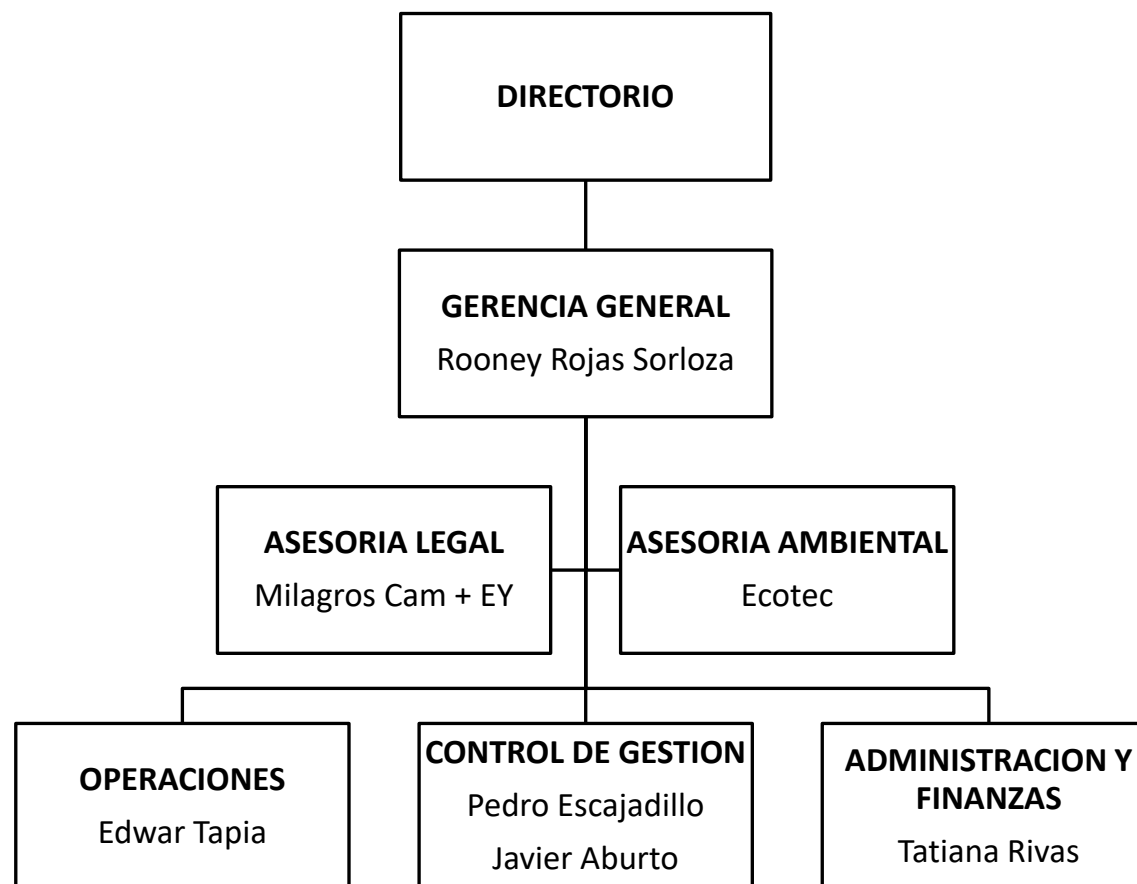 DIRECTORIO
GERENCIA GENERAL
Rooney Rojas Sorloza
ASESORIA LEGAL
Milagros Cam + EY
ASESORIA AMBIENTAL
Ecotec
OPERACIONES
Edwar Tapia
CONTROL DE GESTION
Pedro Escajadillo
Javier Aburto
ADMINISTRACION Y
FINANZAS
Tatiana Rivas